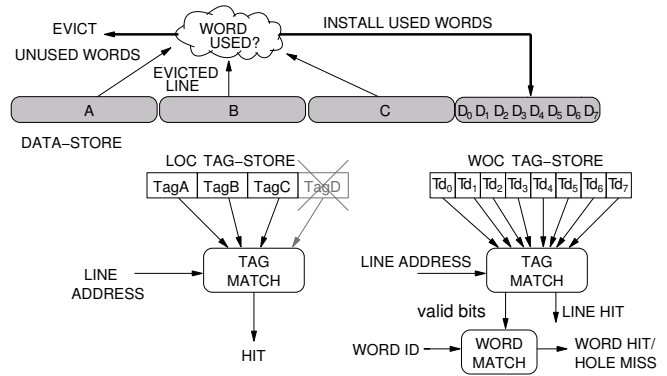 EVICT
UNUSED WORDS
WORD
USED?
INSTALL USED WORDS
EVICTED
LINE
A
B
C
D0 D1 D2 D3 D4 D5 D6 D7
DATA−STORE
LOC TAG−STORE
TagA TagB TagC TagD
LINE
ADDRESS
TAG
MATCH
HIT
WOC TAG−STORE
Td0 Td1 Td2 Td3 Td4 Td5 Td6 Td7
LINE ADDRESS
TAG
MATCH
valid bits
LINE HIT
WORD ID
WORD
MATCH
WORD HIT/
HOLE MISS